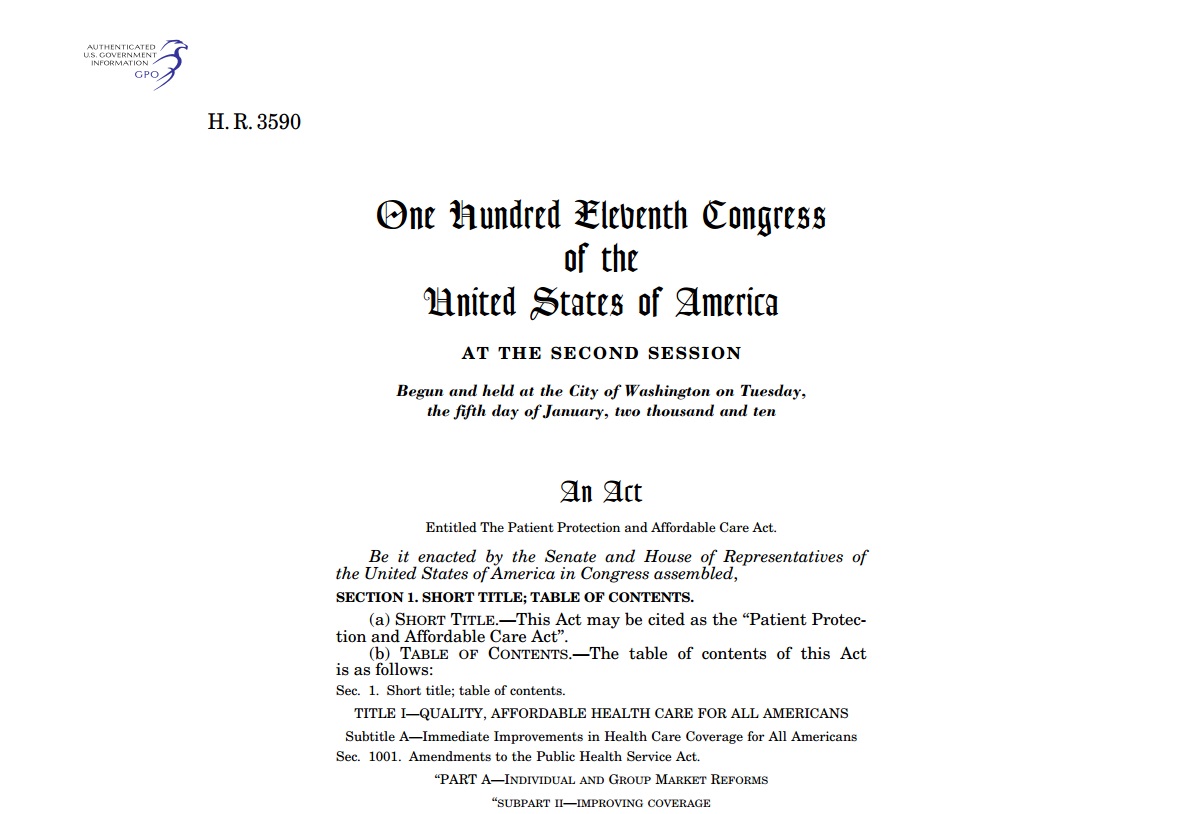 AUTHENTICATED
U.S. GOVERNMENT
INFORMATION
GPO
H. R. 3590
One Hundred Eleventh Congress
of the
United States of America
AT THE SECOND SESSION
Begun and held at the City of Washington on Tuesday,
the fifth day of January, two thousand and ten
An Act
Entitled The Patient Protection and Affordable Care Act.
Be it enacted by the Senate and House of Representatives of
the United States of America in Congress assembled,
SECTION 1. SHORT TITLE; TABLE OF CONTENTS.
(a) SHORT TITLE.—This Act may be cited as the “Patient Protec-
tion and Affordable Care Act”.
(b) TABLE OF CONTENTS.—The table of contents of this Act
is as follows:
Sec. 1. Short title; table of contents.
TITLE I—QUALITY, AFFORDABLE HEALTH CARE FOR ALL AMERICANS
Subtitle A—Immediate Improvements in Health Care Coverage for All Americans
Sec. 1001. Amendments to the Public Health Service Act.
“PART A—INDIVIDUAL AND GROUP MARKET REFORMS
“SUBPART II—IMPROVING COVERAGE